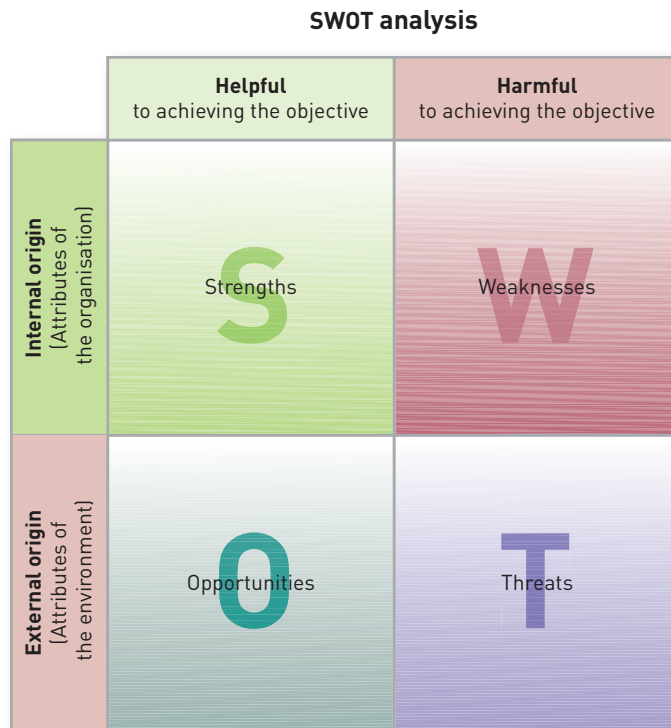 SWOT analysis
Helpful
to achieving the objective
Harmful
to achieving the objective
Internal origin
(Attributes of
the organisation)
S
Strengths
W
Weaknesses
External origin
(Attributes of
the environment)
O
Opportunities
T
Threats